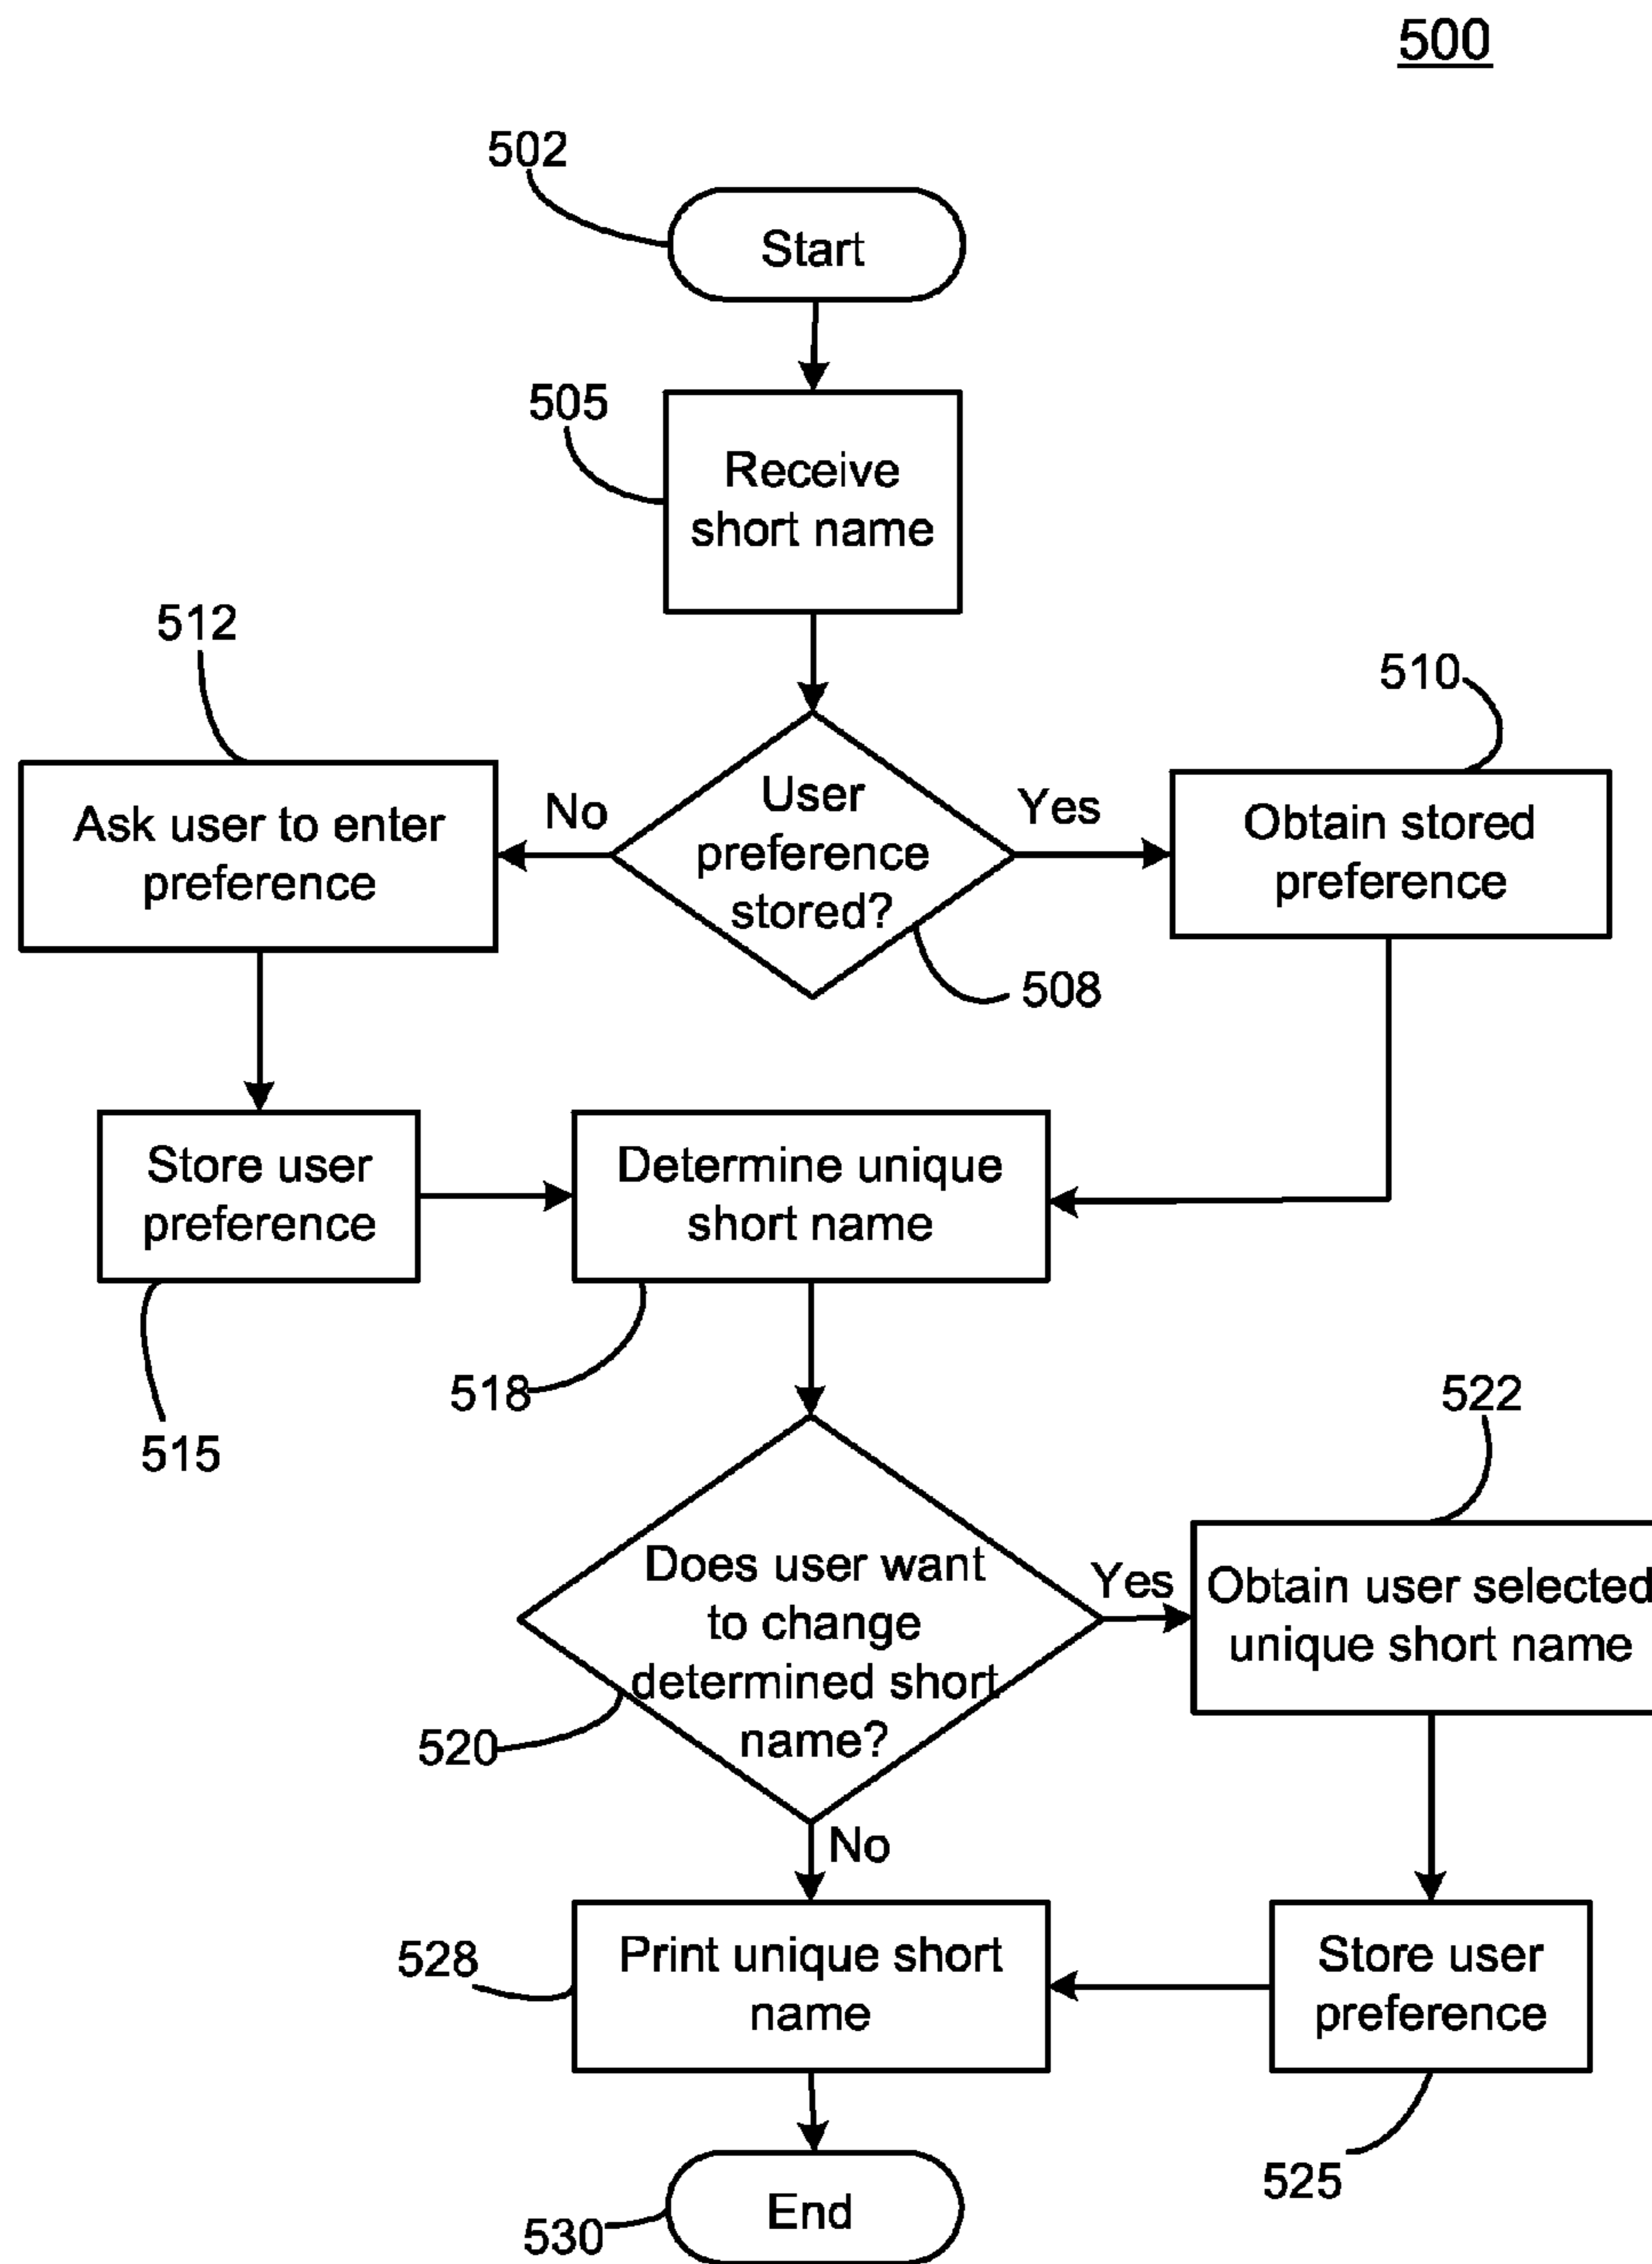 500
502
Start
505
Receive
short name
512
510
Ask user to enter
preference
No
User
preference
stored?
Yes
Obtain stored
preference
508
Store user
preference
Determine unique
short name
515
518
522
Does user want
to change
determined short
name?
Yes
Obtain user selected
unique short name
520
No
528
Print unique short
name
Store user
preference
525
530
End